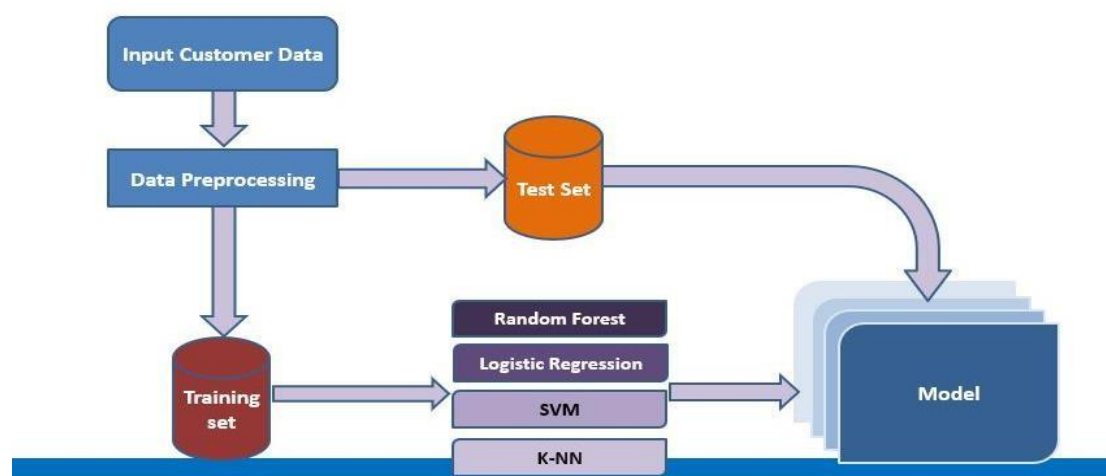 Input Customer Data
Data Preprocessing
Test Set
Training
set
Random Forest
Logistic Regression
SVM
K-NN
Model